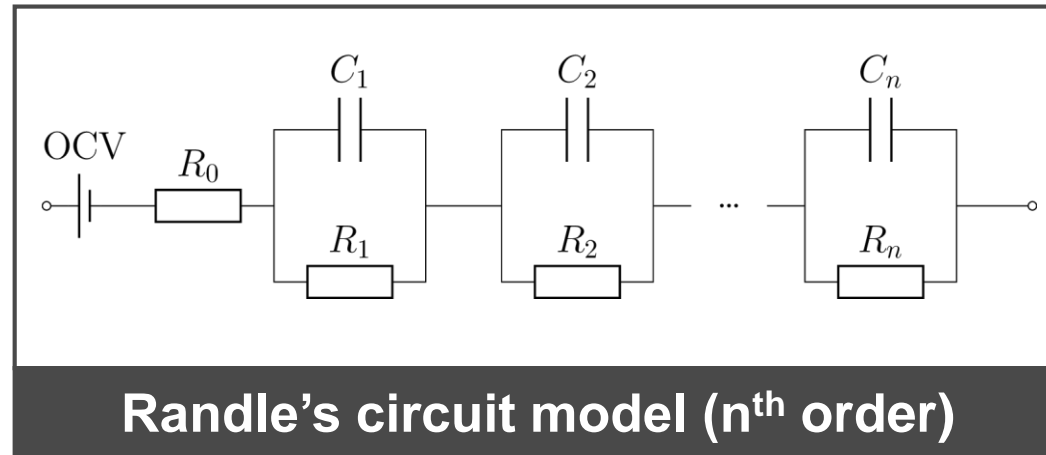 C₁ C₂ Cₙ
OCV
R₀
R₁ R₂ ... Rₙ
Randle's circuit model (nᵗʰ order)